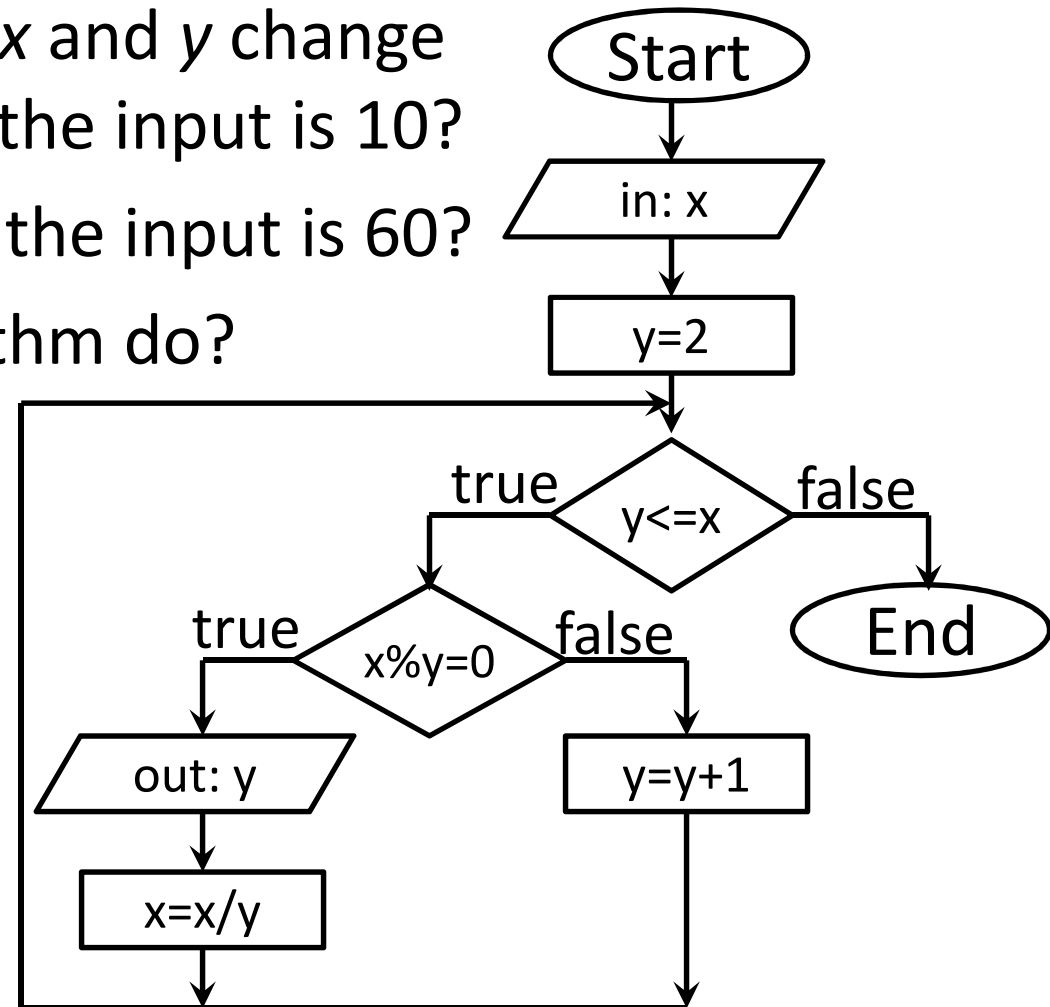 x and y change
the input is 10?
the input is 60?
thm do?
Start
in: x
y=2
true
y<=x
false
End
true
x%y=0
false
out: y
y=y+1
x=x/y